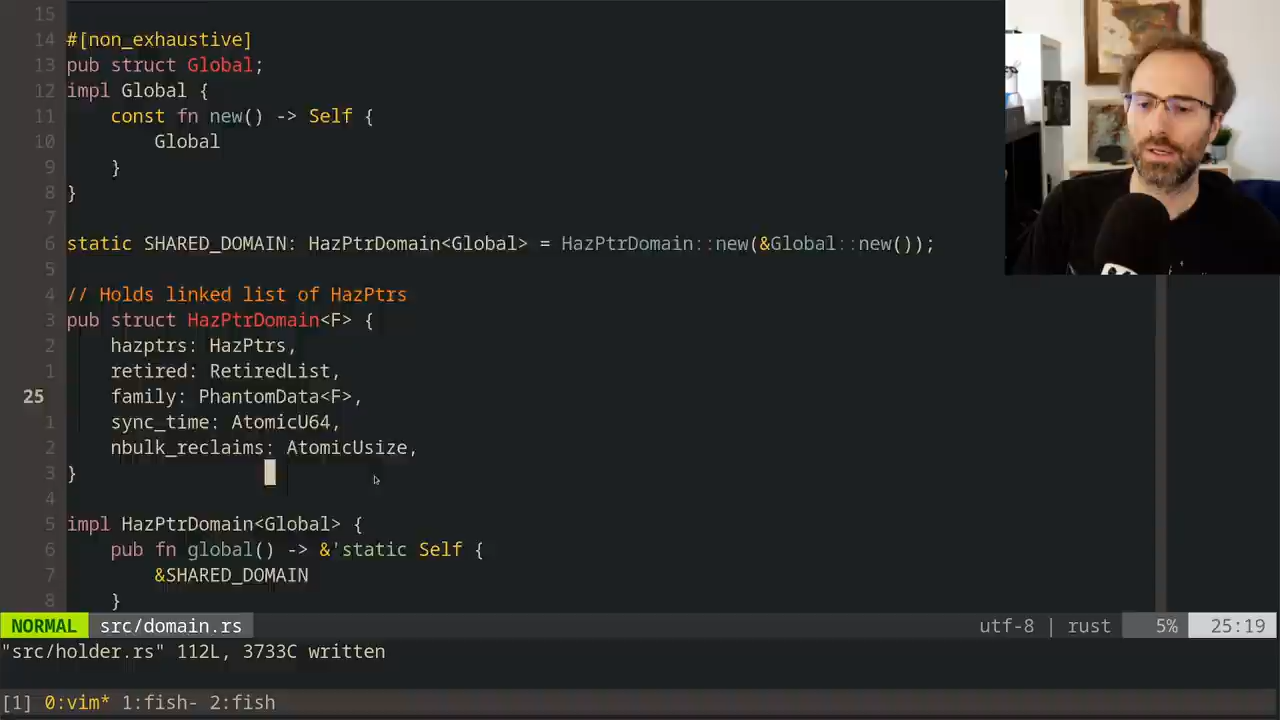 15
14 #[non_exhaustive]
13 pub struct Global;
12 impl Global {
11     const fn new() -> Self {
10         Global
9     }
8 }
7
6 static SHARED_DOMAIN: HazPtrDomain<Global> = HazPtrDomain::new(&Global::new());
5
4 // Holds linked list of HazPtrs
3 pub struct HazPtrDomain<F> {
2     hazptrs: HazPtrs,
1     retired: RetiredList,
25     family: PhantomData<F>,
1     sync_time: AtomicU64,
2     nbulk_reclaims: AtomicUsize,
3 }
4
5 impl HazPtrDomain<Global> {
6     pub fn global() -> &'static Self {
7         &SHARED_DOMAIN
8     }
NORMAL src/domain.rs utf-8 | rust 5% 25:19
"src/holder.rs" 112L, 3733C written
[1] 0:vim* 1:fish- 2:fish